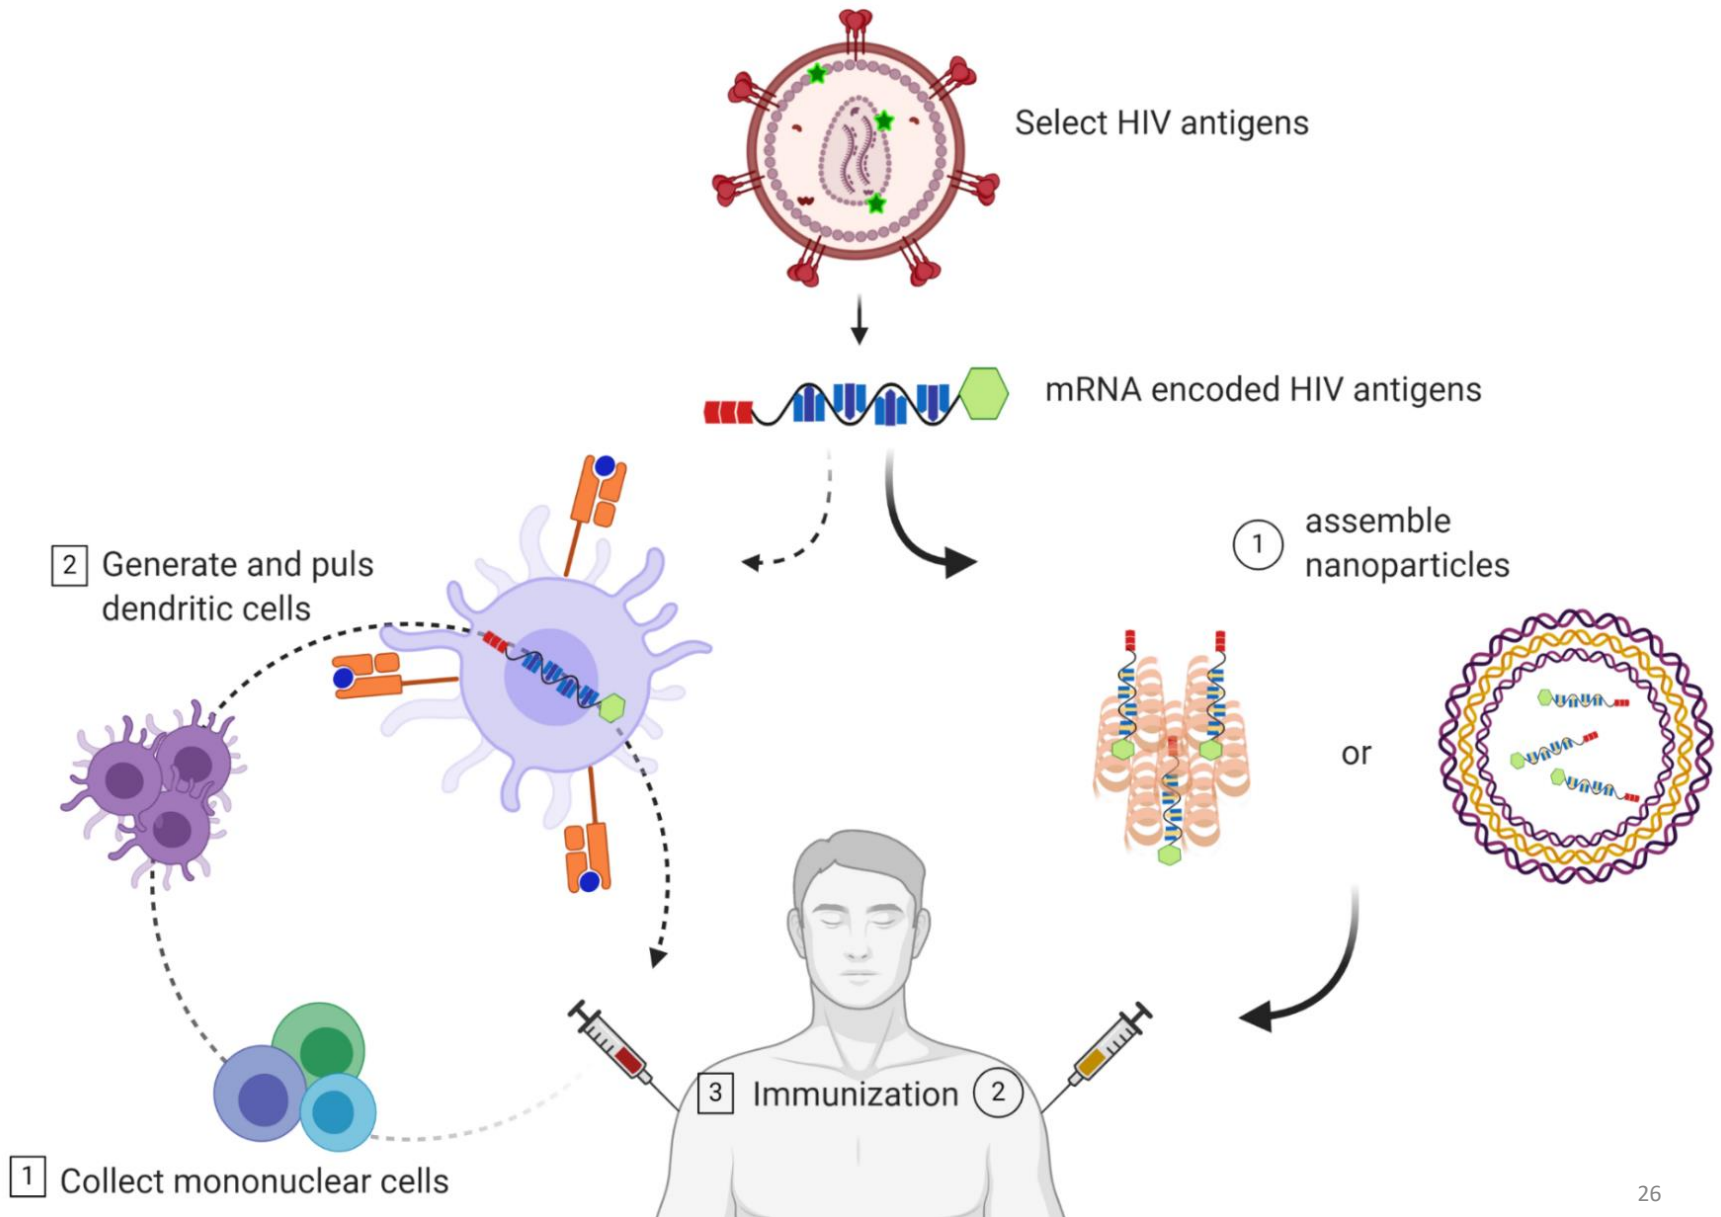 Select HIV antigens
mRNA encoded HIV antigens
2 Generate and puls
dendritic cells
1 assemble
nanoparticles
or
3 Immunization 2
1 Collect mononuclear cells
26